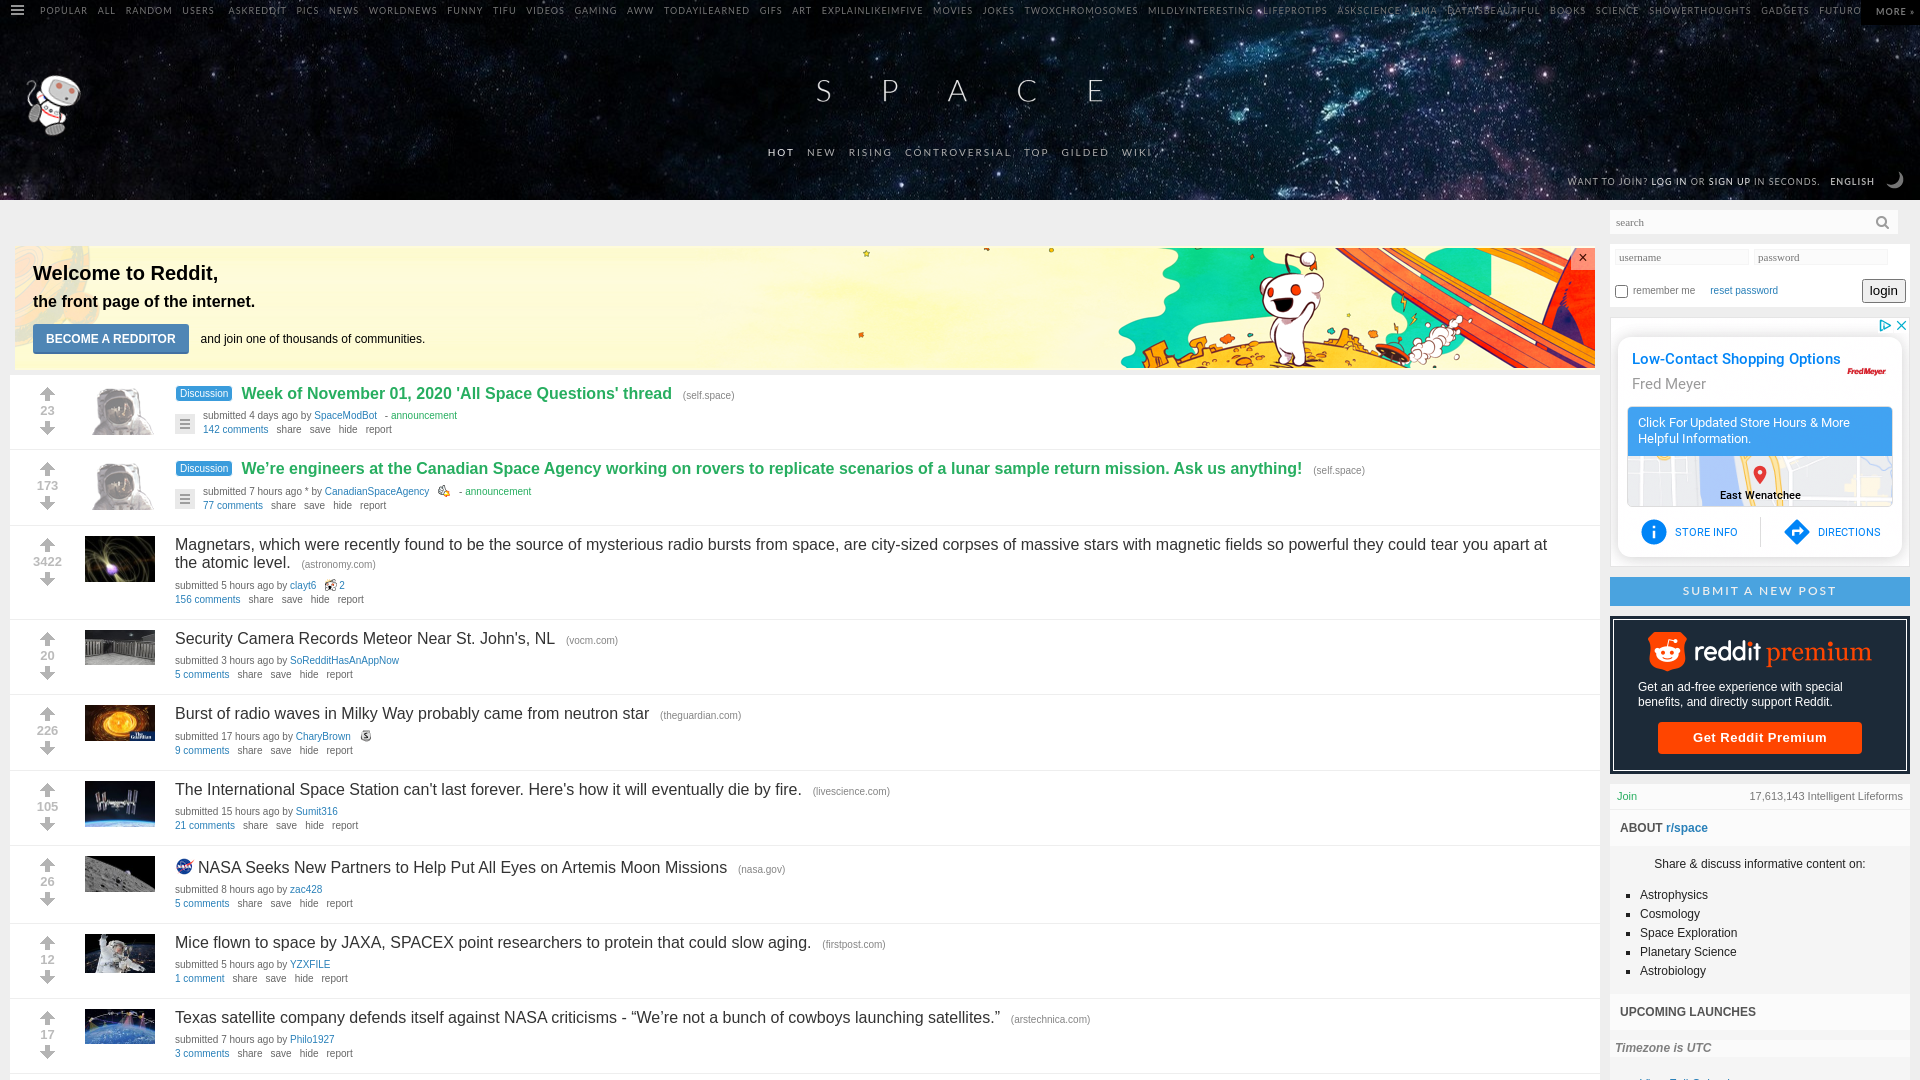 POPULAR ALL RANDOM USERS ASKREDDIT PICS NEWS WORLDNEWS FUNNY TIFU VIDEOS GAMING AWW TODAYILEARNED GIFS ART EXPLAINLIKEIMFIVE MOVIES JOKES TWOXCHROMOSOMES MILDLYINTERESTING LIFEPROTIPS ASKSCIENCE IAMA DATAISBEAUTIFUL BOOKS SCIENCE SHOWERTHOUGHTS GADGETS FUTURO MORE »
SPACE
HOT NEW RISING CONTROVERSIAL TOP GILDED WIKI
WANT TO JOIN? LOG IN OR SIGN UP IN SECONDS. ENGLISH
search
Welcome to Reddit,
the front page of the internet.
BECOME A REDDITOR and join one of thousands of communities.
×
username password
remember me reset password login
Low-Contact Shopping Options
Fred Meyer
Fred Meyer
Click For Updated Store Hours & More
Helpful Information.
East Wenatchee
STORE INFO DIRECTIONS
SUBMIT A NEW POST
reddit premium
Get an ad-free experience with special
benefits, and directly support Reddit.
Get Reddit Premium
Join 17,613,143 Intelligent Lifeforms
ABOUT r/space
Share & discuss informative content on:
Astrophysics
Cosmology
Space Exploration
Planetary Science
Astrobiology
UPCOMING LAUNCHES
Timezone is UTC
23
Discussion Week of November 01, 2020 'All Space Questions' thread (self.space)
submitted 4 days ago by SpaceModBot - announcement
142 comments share save hide report
173
Discussion We’re engineers at the Canadian Space Agency working on rovers to replicate scenarios of a lunar sample return mission. Ask us anything! (self.space)
submitted 7 hours ago * by CanadianSpaceAgency - announcement
77 comments share save hide report
3422
Magnetars, which were recently found to be the source of mysterious radio bursts from space, are city-sized corpses of massive stars with magnetic fields so powerful they could tear you apart at
the atomic level. (astronomy.com)
submitted 5 hours ago by clayt6 2
156 comments share save hide report
20
Security Camera Records Meteor Near St. John's, NL (vocm.com)
submitted 3 hours ago by SoRedditHasAnAppNow
5 comments share save hide report
226
The Guardian
Burst of radio waves in Milky Way probably came from neutron star (theguardian.com)
submitted 17 hours ago by CharyBrown
9 comments share save hide report
105
The International Space Station can't last forever. Here's how it will eventually die by fire. (livescience.com)
submitted 15 hours ago by Sumit316
21 comments share save hide report
26
NASA NASA Seeks New Partners to Help Put All Eyes on Artemis Moon Missions (nasa.gov)
submitted 8 hours ago by zac428
5 comments share save hide report
12
Mice flown to space by JAXA, SPACEX point researchers to protein that could slow aging. (firstpost.com)
submitted 5 hours ago by YZXFILE
1 comment share save hide report
17
Texas satellite company defends itself against NASA criticisms - “We’re not a bunch of cowboys launching satellites.” (arstechnica.com)
submitted 7 hours ago by Philo1927
3 comments share save hide report